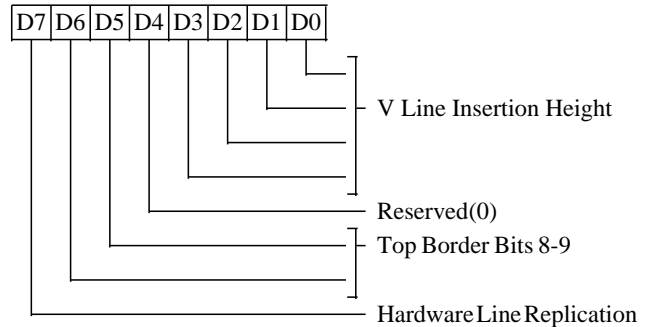 D7 D6 D5 D4 D3 D2 D1 D0
V Line Insertion Height
Reserved(0)
Top Border Bits 8-9
Hardware Line Replication